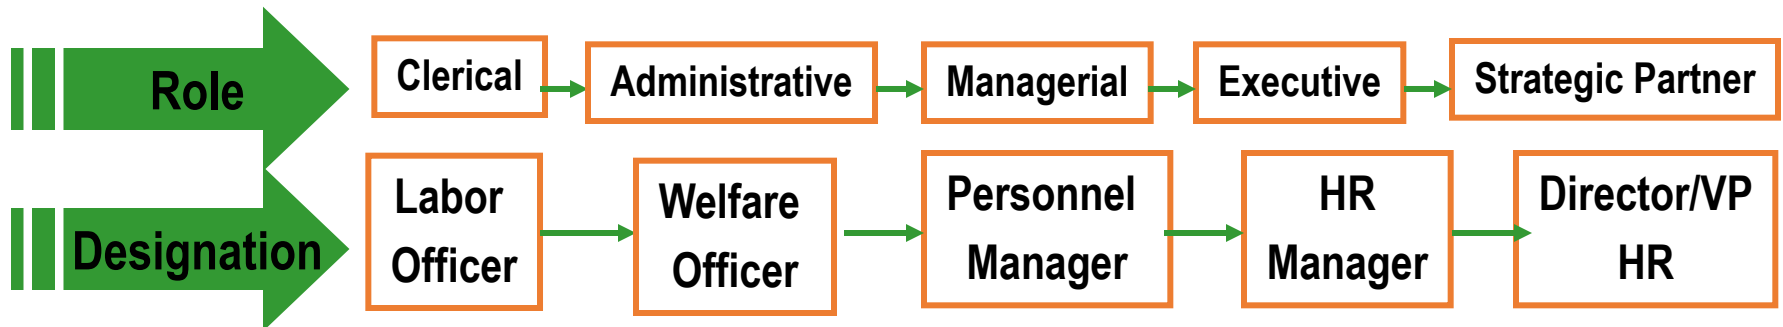 Role
Clerical
Administrative
Managerial
Executive
Strategic Partner
Designation
Labor
Officer
Welfare
Officer
Personnel
Manager
HR
Manager
Director/VP
HR